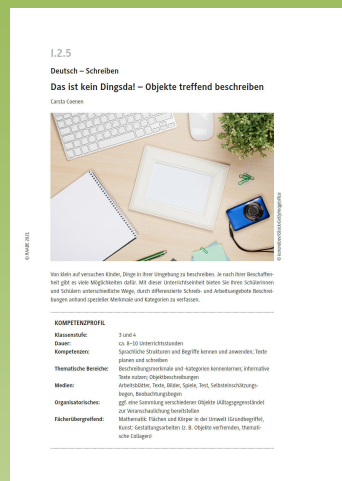 I.2.5
Deutsch – Schreiben
Das ist kein Dingsda! – Objekte treffend beschreiben
Carsta Coenen
© RAABE 2021
Von klein auf versuchen Kinder, Dinge in ihrer Umgebung zu beschreiben. Je nach ihrer Beschaffen-
heit gibt es viele Möglichkeiten dafür. Mit dieser Unterrichtseinheit bieten Sie Ihren Schülerinnen
und Schülern unterschiedliche Wege, durch differenzierte Schreib- und Arbeitsangebote Beschrei-
bungen anhand spezieller Merkmale und Kategorien zu verfassen.
KOMPETENZPROFIL
Klassenstufe: 3 und 4
Dauer: ca. 8–10 Unterrichtsstunden
Kompetenzen: Sprachliche Strukturen und Begriffe kennen und anwenden; Texte
planen und schreiben
Thematische Bereiche: Beschreibungsmerkmale und -kategorien kennenlernen; informative
Texte nutzen; Objektbeschreibungen
Medien: Arbeitsblätter, Texte, Bilder, Spiele, Test, Selbsteinschätzungs-
bogen, Beobachtungsbogen
Organisatorisches: ggf. eine Sammlung verschiedener Objekte (Alltagsgegenstände)
zur Veranschaulichung bereitstellen
Fächerübergreifend: Mathematik: Flächen und Körper in der Umwelt (Grundbegriffe),
Kunst: Gestaltungsarbeiten (z. B. Objekte verfremden, themati-
sche Collagen)